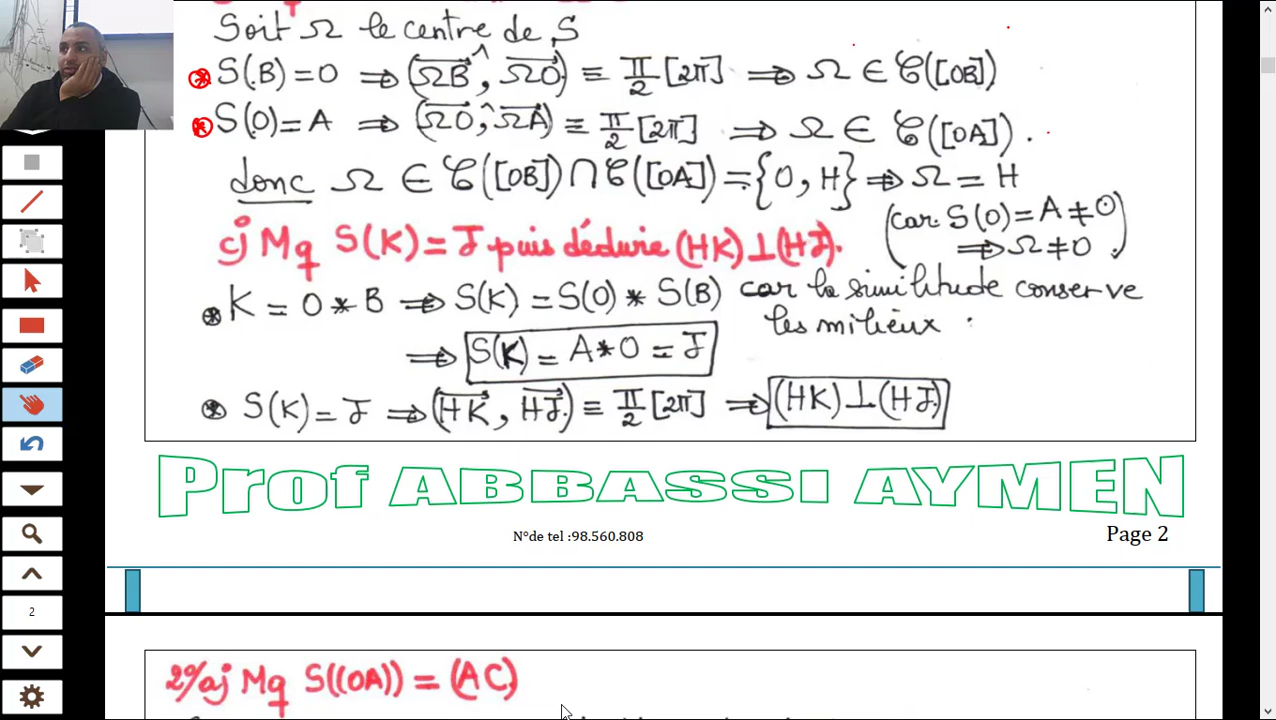 Soit Ω le centre de S
S(B) = O ⟹ (ΩB^, ΩO) ≡ π/2 [2π] ⟹ Ω ∈ ℭ([OB])
S(O) = A ⟹ (ΩO^, ΩA) ≡ π/2 [2π] ⟹ Ω ∈ ℭ([OA]).
donc Ω ∈ ℭ([OB]) ∩ ℭ([OA]) = {O, H} ⟹ Ω = H
(car S(O) = A ≠ O
⟹ Ω ≠ O.)
c) Mq S(K) = J puis déduire (HK) ⊥ (HJ).
* K = O * B ⟹ S(K) = S(O) * S(B) car la similitude conserve
les milieux.
⟹ S(K) = A * O = J
* S(K) = J ⟹ (HK, HJ) ≡ π/2 [2π] ⟹ (HK) ⊥ (HJ)
Prof ABBASSI AYMEN
N°de tel :98.560.808
Page 2
2
2°/a) Mq S((OA)) = (AC)